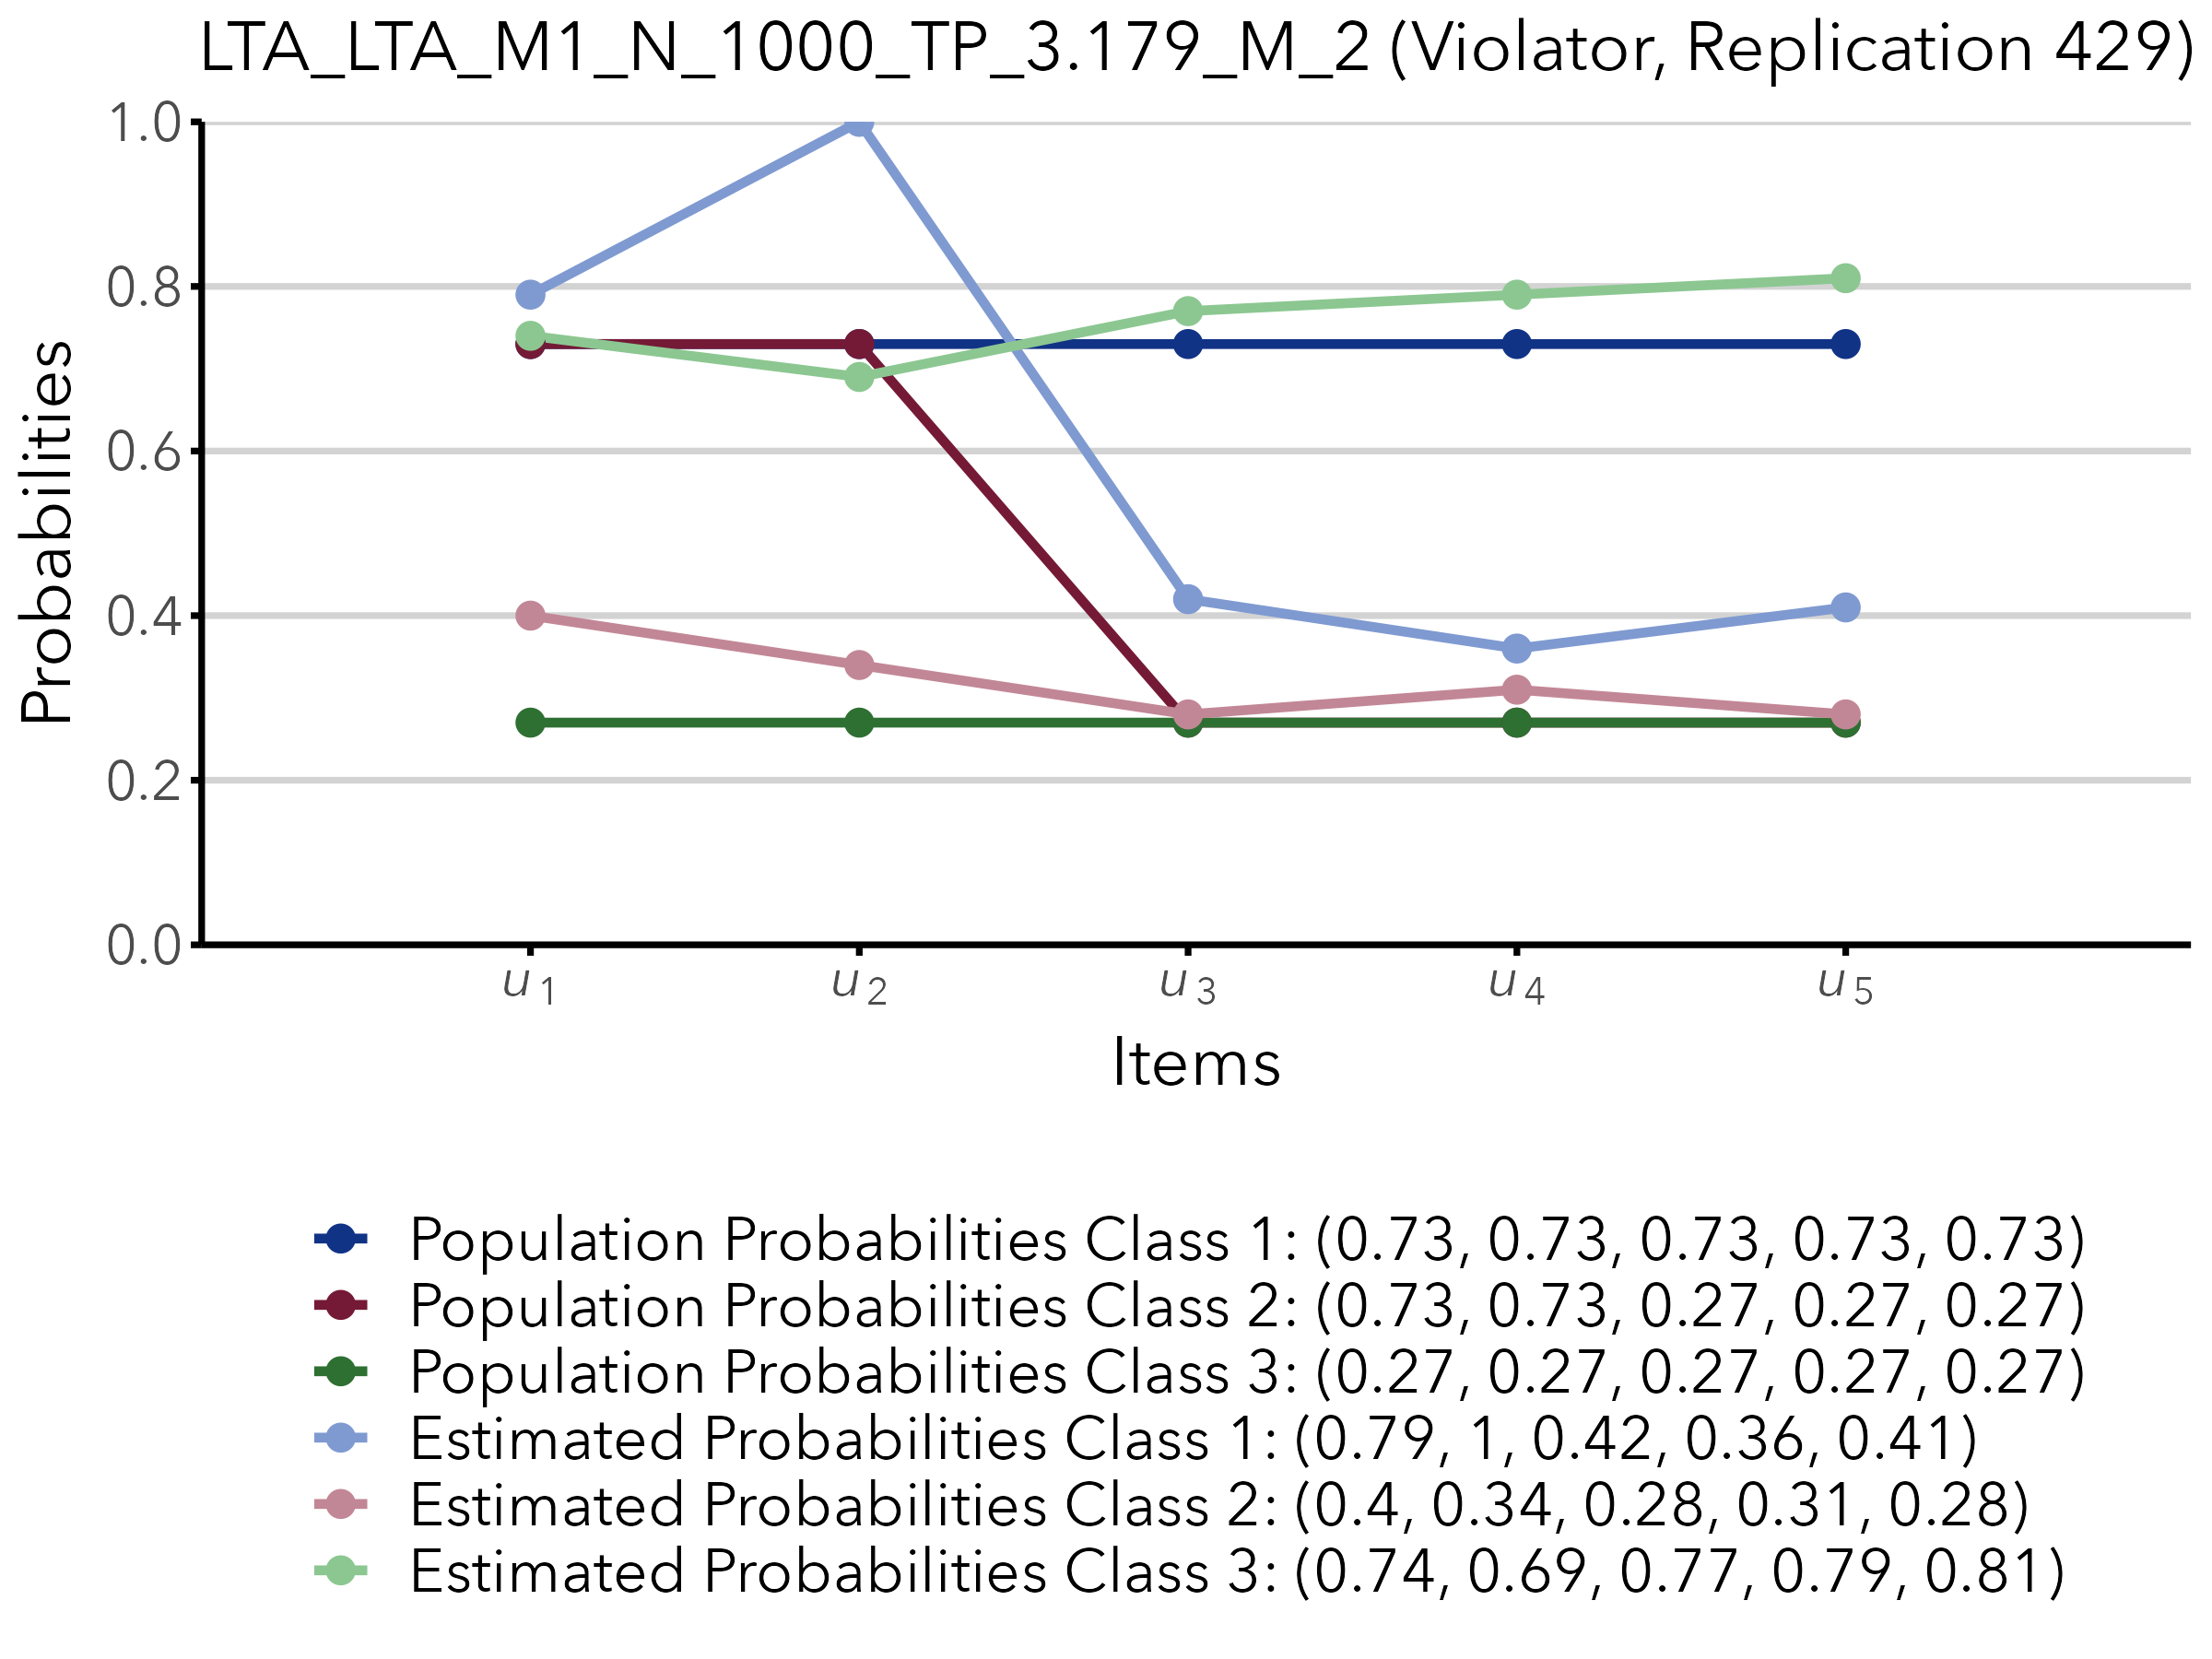 LTA_LTA_M1_N_1000_TP_3.179_M_2 (Violator, Replication 429)
1.0
0.8
0.6
0.4
0.2
0.0
Probabilities
u1 u2 u3 u4 u5
Items
Population Probabilities Class 1: (0.73, 0.73, 0.73, 0.73, 0.73)
Population Probabilities Class 2: (0.73, 0.73, 0.27, 0.27, 0.27)
Population Probabilities Class 3: (0.27, 0.27, 0.27, 0.27, 0.27)
Estimated Probabilities Class 1: (0.79, 1, 0.42, 0.36, 0.41)
Estimated Probabilities Class 2: (0.4, 0.34, 0.28, 0.31, 0.28)
Estimated Probabilities Class 3: (0.74, 0.69, 0.77, 0.79, 0.81)